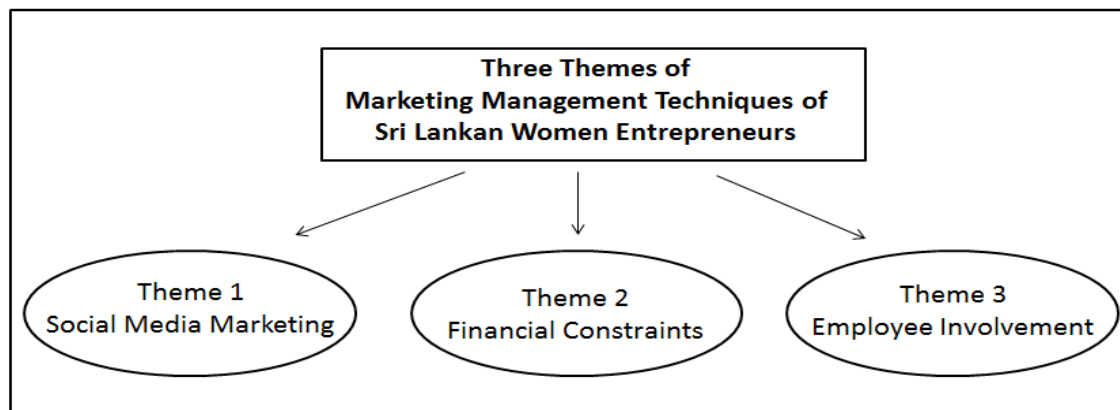 Three Themes of
Marketing Management Techniques of
Sri Lankan Women Entrepreneurs
Theme 1
Social Media Marketing
Theme 2
Financial Constraints
Theme 3
Employee Involvement